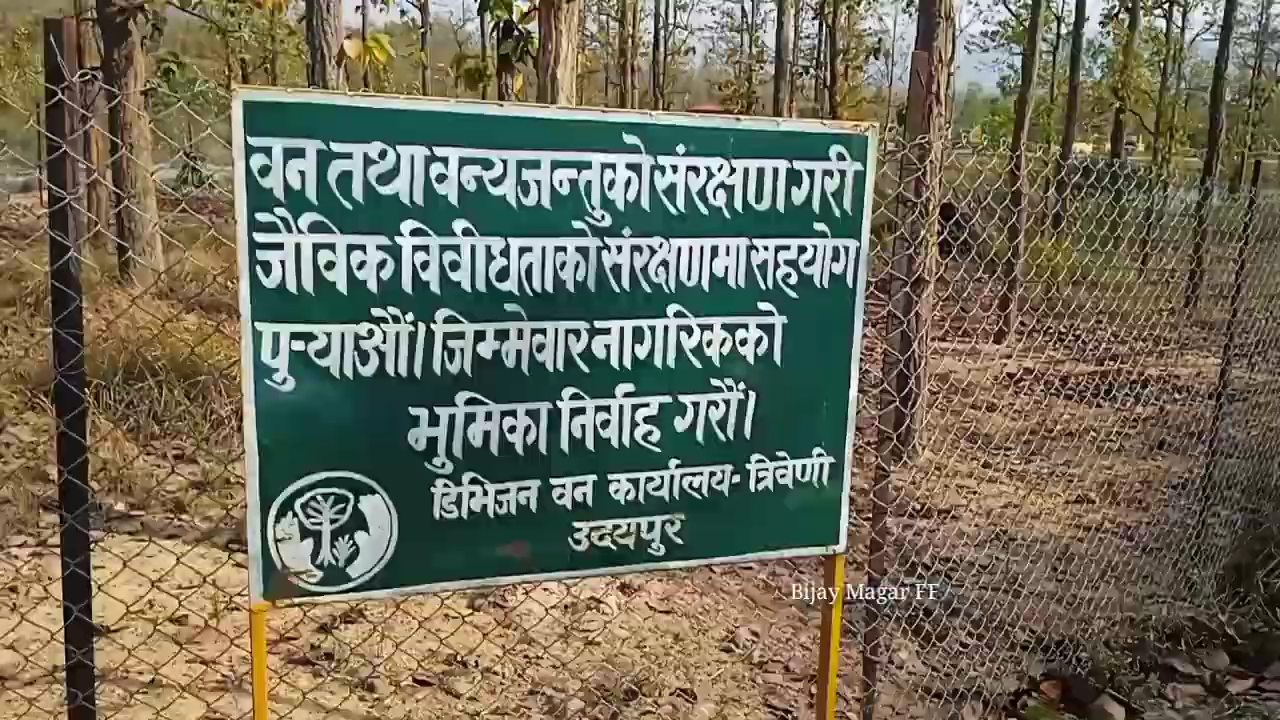 वन तथा वन्यजन्तुको संरक्षण गरी
जैविक विवीधताको संरक्षणमा सहयोग
पुर्‍याऔं। जिम्मेवार नागरिकको
भुमिका निर्वाह गरौं।
डिभिजन वन कार्यालय- त्रिवेणी
उदयपुर
Bijay Magar FF